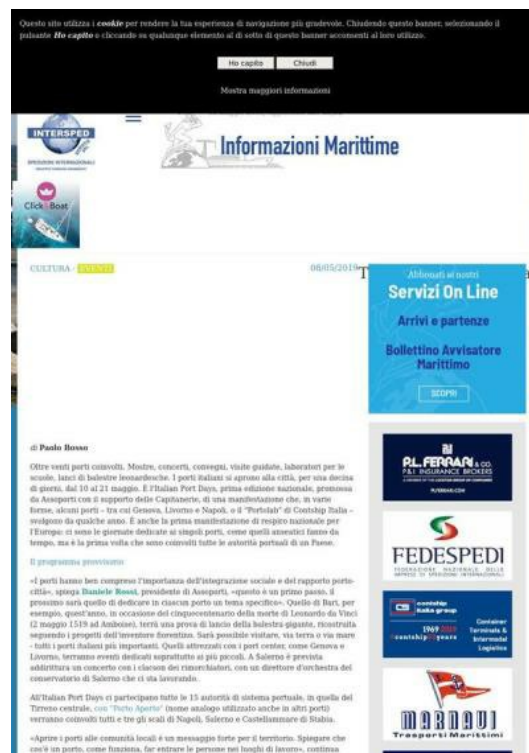 Questo sito utilizza i cookie per rendere la tua esperienza di navigazione più gradevole. Chiudendo questo banner, selezionando il
pulsante Ho capito o cliccando su qualunque elemento al di sotto di questo banner acconsenti al loro utilizzo.
Ho capito
Chiudi
Mostra maggiori informazioni
INTERSPED
SPEDIZIONI INTERNAZIONALI
Informazioni Marittime
Click&Boat
CULTURA - EVENTI
08/05/2019
T
a
Abbonati ai nostri
Servizi On Line
Arrivi e partenze
Bollettino Avvisatore
Marittimo
SCOPRI
di Paolo Bosso
Oltre venti porti coinvolti. Mostre, concerti, convegni, visite guidate, laboratori per le
scuole, lanci di balestre leonardesche. I porti italiani si aprono alla città, per una decina
di giorni, dal 10 al 21 maggio. È l'Italian Port Days, prima edizione nazionale, promossa
da Assoporti con il supporto delle Capitanerie, di una manifestazione che, in varie
forme, alcuni porti – tra cui Genova, Livorno e Napoli, o il "Portolab" di Contship Italia –
svolgono da qualche anno. È anche la prima manifestazione di respiro nazionale per
l'Europa: ci sono le giornate dedicate ai singoli porti, come quelli anseatici fanno da
tempo, ma è la prima volta che sono coinvolti tutte le autorità portuali di un Paese.
Il programma provvisorio
«I porti hanno ben compreso l'importanza dell'integrazione sociale e del rapporto porto-
città», spiega Daniele Rossi, presidente di Assoporti, «questo è un primo passo, il
prossimo sarà quello di dedicare in ciascun porto un tema specifico». Quello di Bari, per
esempio, quest'anno, in occasione del cinquecentenario della morte di Leonardo da Vinci
(2 maggio 1519 ad Amboise), terrà una prova di lancio della balestra gigante, ricostruita
seguendo i progetti dell'inventore fiorentino. Sarà possibile visitare, via terra o via mare
- tutti i porti italiani più importanti. Quelli attrezzati con i port center, come Genova e
Livorno, terranno eventi dedicati soprattutto ai più piccoli. A Salerno è prevista
addirittura un concerto con i clacson dei rimorchiatori, con un direttore d'orchestra del
conservatorio di Salerno che ci sta lavorando.
All'Italian Port Days ci partecipano tutte le 15 autorità di sistema portuale, in quella del
Tirreno centrale, con "Porto Aperto" (nome analogo utilizzato anche in altri porti)
verranno coinvolti tutti e tre gli scali di Napoli, Salerno e Castellammare di Stabia.
«Aprire i porti alle comunità locali è un messaggio forte per il territorio. Spiegare che
cos'è un porto, come funziona, far entrare le persone nei luoghi di lavoro», continua
P.L. FERRARI & CO.
P&I INSURANCE BROKERS
PLFERRARI.COM
FEDESPEDI
FEDERAZIONE NAZIONALE DELLE
IMPRESE DI SPEDIZIONI INTERNAZIONALI
contship
italia group
1969 2019
contship years
Container
Terminals &
Intermodal
Logistics
MARNAVI
Trasporti Marittimi